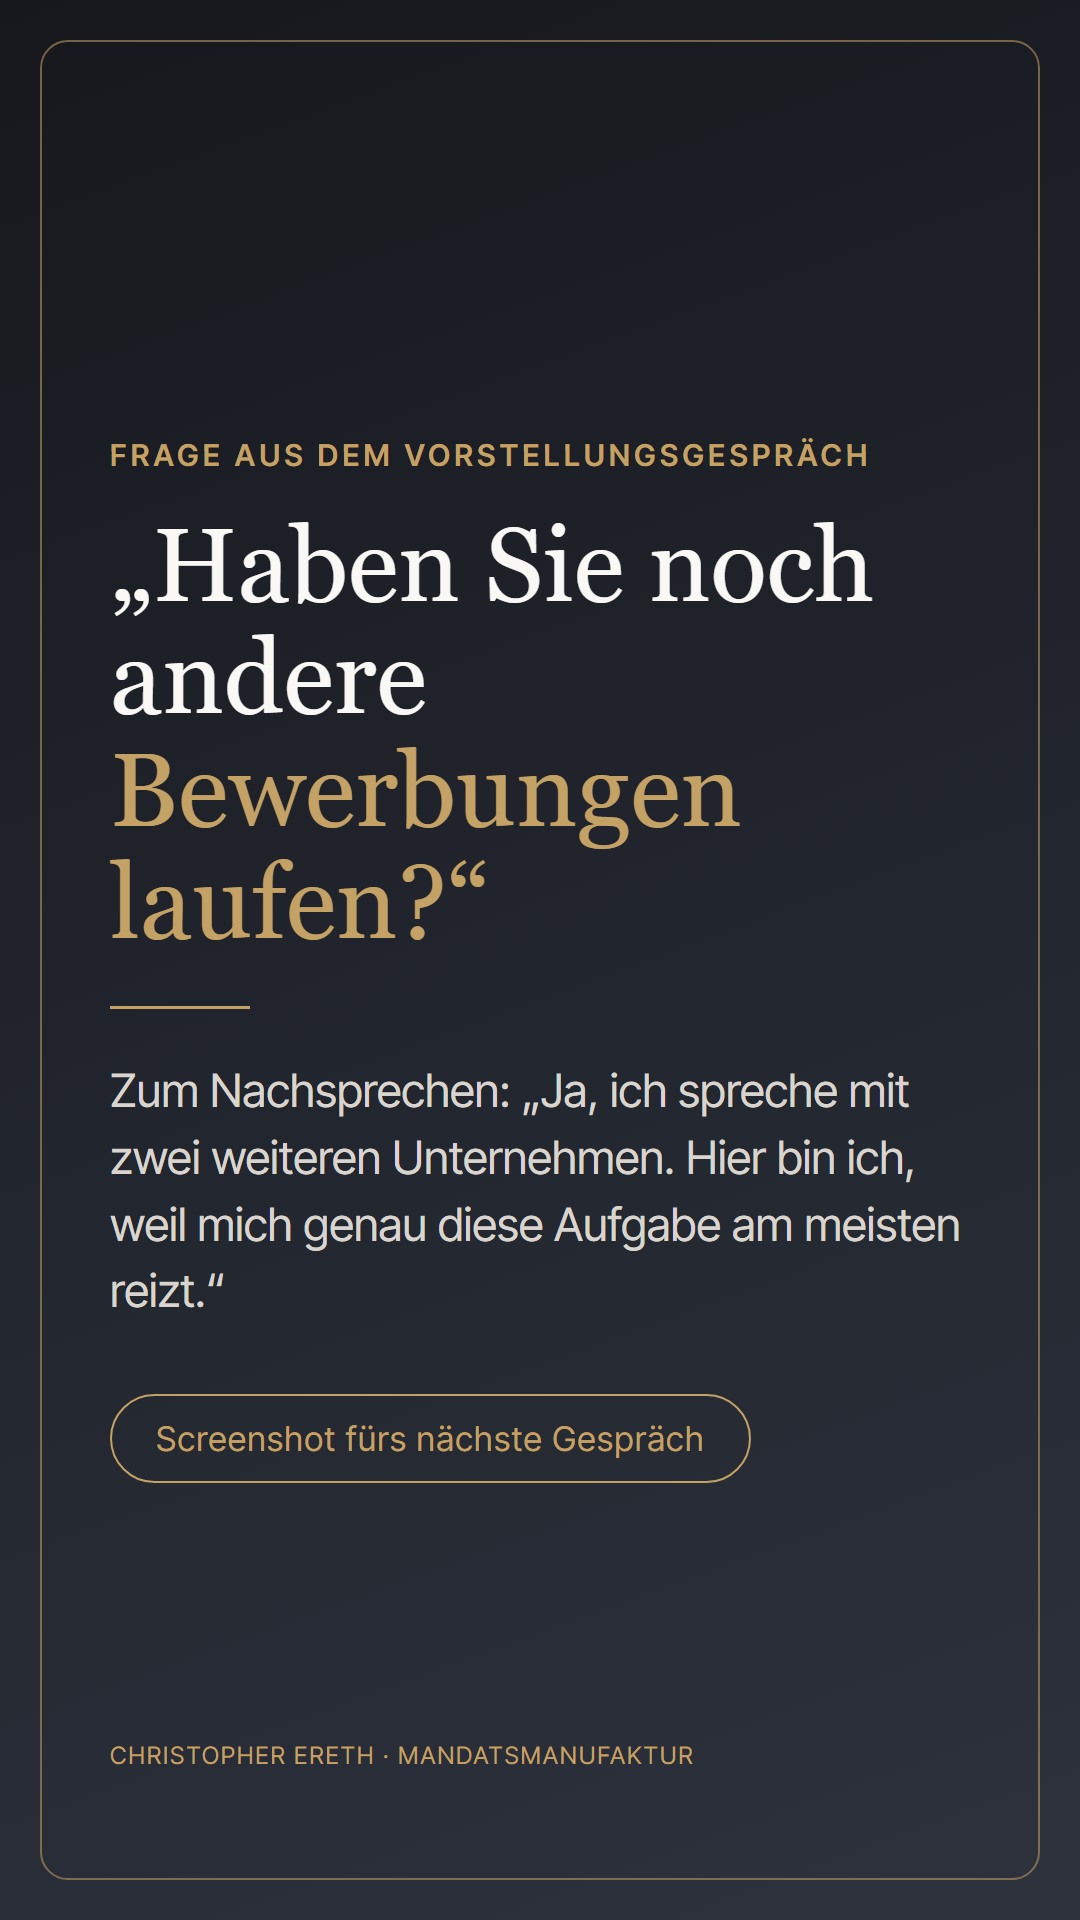 FRAGE AUS DEM VORSTELLUNGSGESPRÄCH
„Haben Sie noch
andere
Bewerbungen
laufen?“
Zum Nachsprechen: „Ja, ich spreche mit
zwei weiteren Unternehmen. Hier bin ich,
weil mich genau diese Aufgabe am meisten
reizt.“
Screenshot fürs nächste Gespräch
CHRISTOPHER ERETH · MANDATSMANUFAKTUR